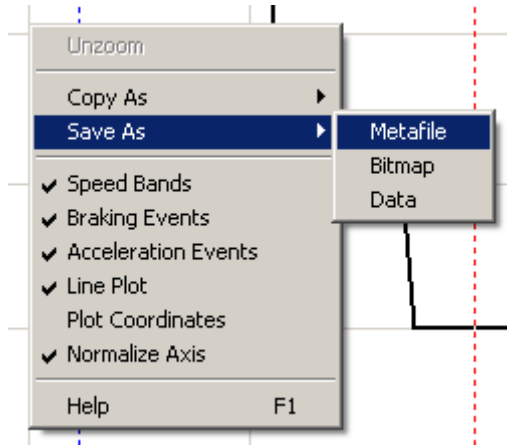 Unzoom
Copy As
Save As
Metafile
Bitmap
Data
Speed Bands
Braking Events
Acceleration Events
Line Plot
Plot Coordinates
Normalize Axis
Help F1